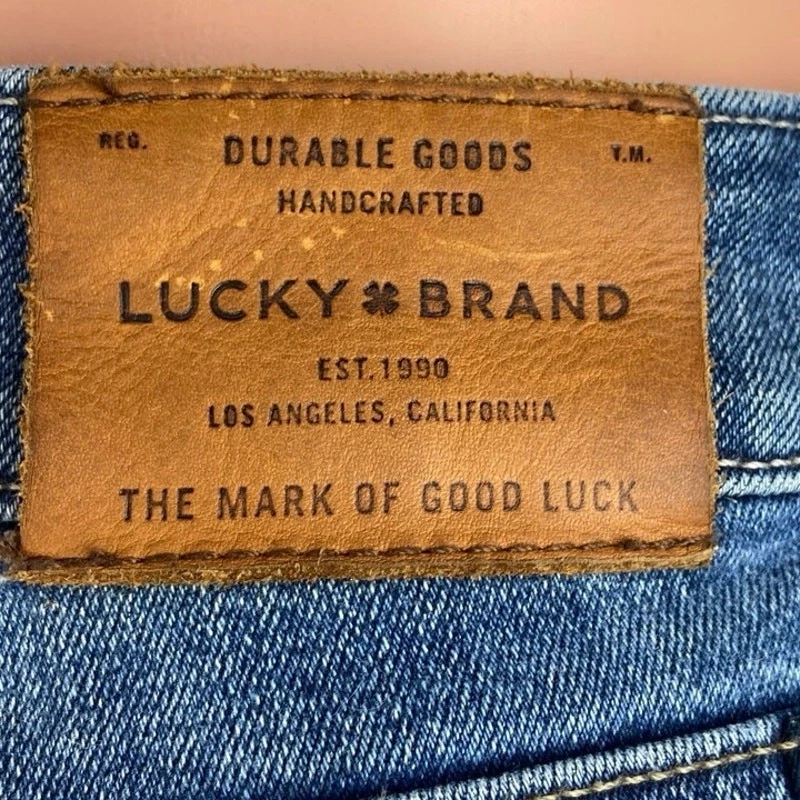 REG. DURABLE GOODS T.M.
HANDCRAFTED
LUCKY BRAND
EST.1990
LOS ANGELES, CALIFORNIA
THE MARK OF GOOD LUCK